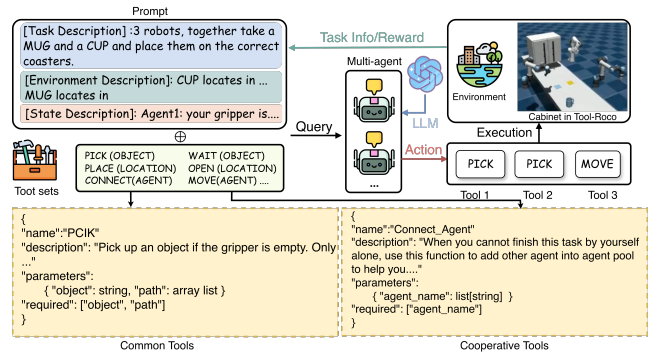 Prompt
[Task Description] :3 robots, together take a
MUG and a CUP and place them on the correct
coasters.
[Environment Description]: CUP locates in ...
MUG locates in
[State Description]: Agent1: your gripper is....
Task Info/Reward
Multi-agent
LLM
Environment
Cabinet in Tool-Roco
Query
Action
Execution
PICK
PICK
MOVE
Tool 1
Tool 2
Tool 3
...
Toot sets
PICK (OBJECT) WAIT (OBJECT)
PLACE (LOCATION) OPEN (LOCATION)
CONNECT(AGENT) MOVE(AGENT) ....
{
"name":"PCIK"
"description": "Pick up an object if the gripper is empty. Only
..."
"parameters":
{ "object": string, "path": array list }
"required": ["object", "path"]
}
Common Tools
{
"name":"Connect_Agent"
"description": "When you cannot finish this task by yourself
alone, use this function to add other agent into agent pool
to help you...."
"parameters":
{ "agent_name": list[string] }
"required": ["agent_name"]
}
Cooperative Tools